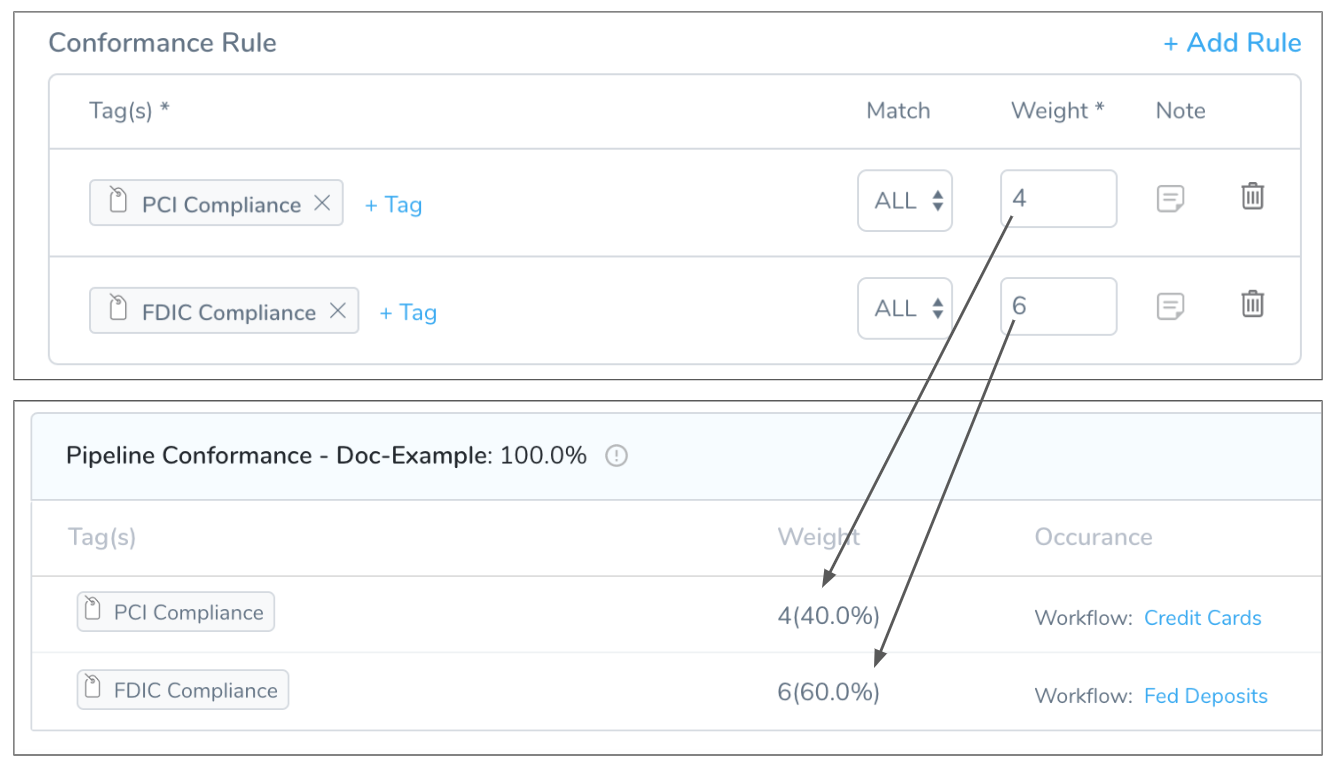 Conformance Rule + Add Rule
Tag(s) * Match Weight * Note
PCI Compliance + Tag ALL 4
FDIC Compliance + Tag ALL 6
Pipeline Conformance - Doc-Example: 100.0%
Tag(s) Weight Occurance
PCI Compliance 4(40.0%) Workflow: Credit Cards
FDIC Compliance 6(60.0%) Workflow: Fed Deposits